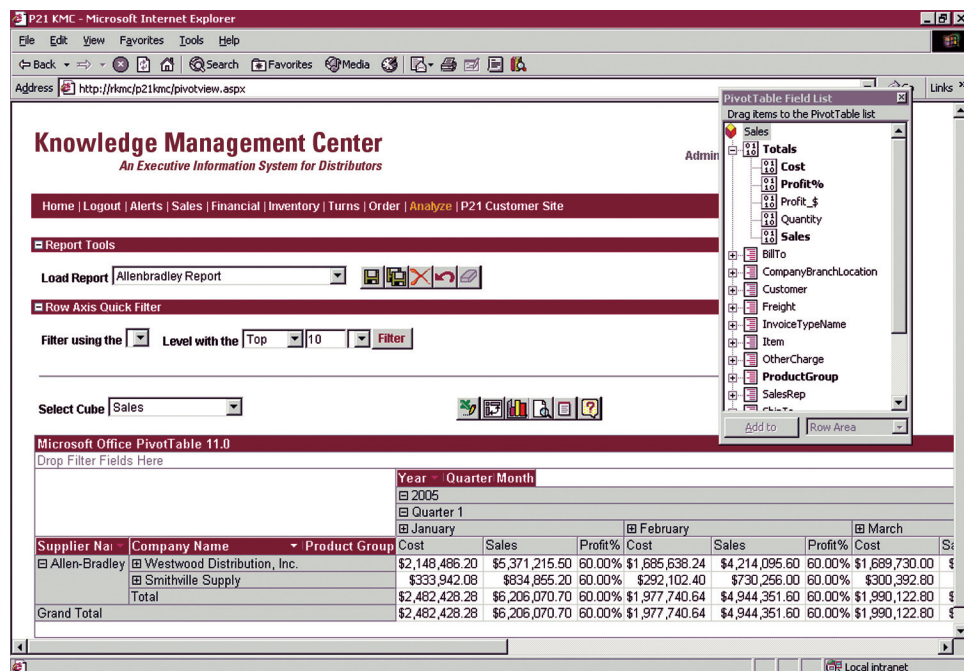 P21 KMC - Microsoft Internet Explorer
File Edit View Favorites Tools Help
Back Search Favorites Media
Address http://rkmc/p21kmc/pivotview.aspx Links
Knowledge Management Center
An Executive Information System for Distributors
Admin
Home | Logout | Alerts | Sales | Financial | Inventory | Turns | Order | Analyze | P21 Customer Site
Report Tools
Load Report Allenbradley Report
Row Axis Quick Filter
Filter using the Level with the Top 10 Filter
Select Cube Sales
PivotTable Field List
Drag items to the PivotTable list
Sales
Totals
Cost
Profit%
Profit_$
Quantity
Sales
BillTo
CompanyBranchLocation
Customer
Freight
InvoiceTypeName
Item
OtherCharge
ProductGroup
SalesRep
ShipTo
Add to Row Area
Microsoft Office PivotTable 11.0
Drop Filter Fields Here
Year Quarter Month
2005
Quarter 1
January February March
Supplier Na Company Name Product Group Cost Sales Profit% Cost Sales Profit% Cost Sa
Allen-Bradley Westwood Distribution, Inc. $2,148,486.20 $5,371,215.50 60.00% $1,685,638.24 $4,214,095.60 60.00% $1,689,730.00 $
Smithville Supply $333,942.08 $834,855.20 60.00% $292,102.40 $730,256.00 60.00% $300,392.80
Total $2,482,428.28 $6,206,070.70 60.00% $1,977,740.64 $4,944,351.60 60.00% $1,990,122.80 $
Grand Total $2,482,428.28 $6,206,070.70 60.00% $1,977,740.64 $4,944,351.60 60.00% $1,990,122.80 $
Local intranet